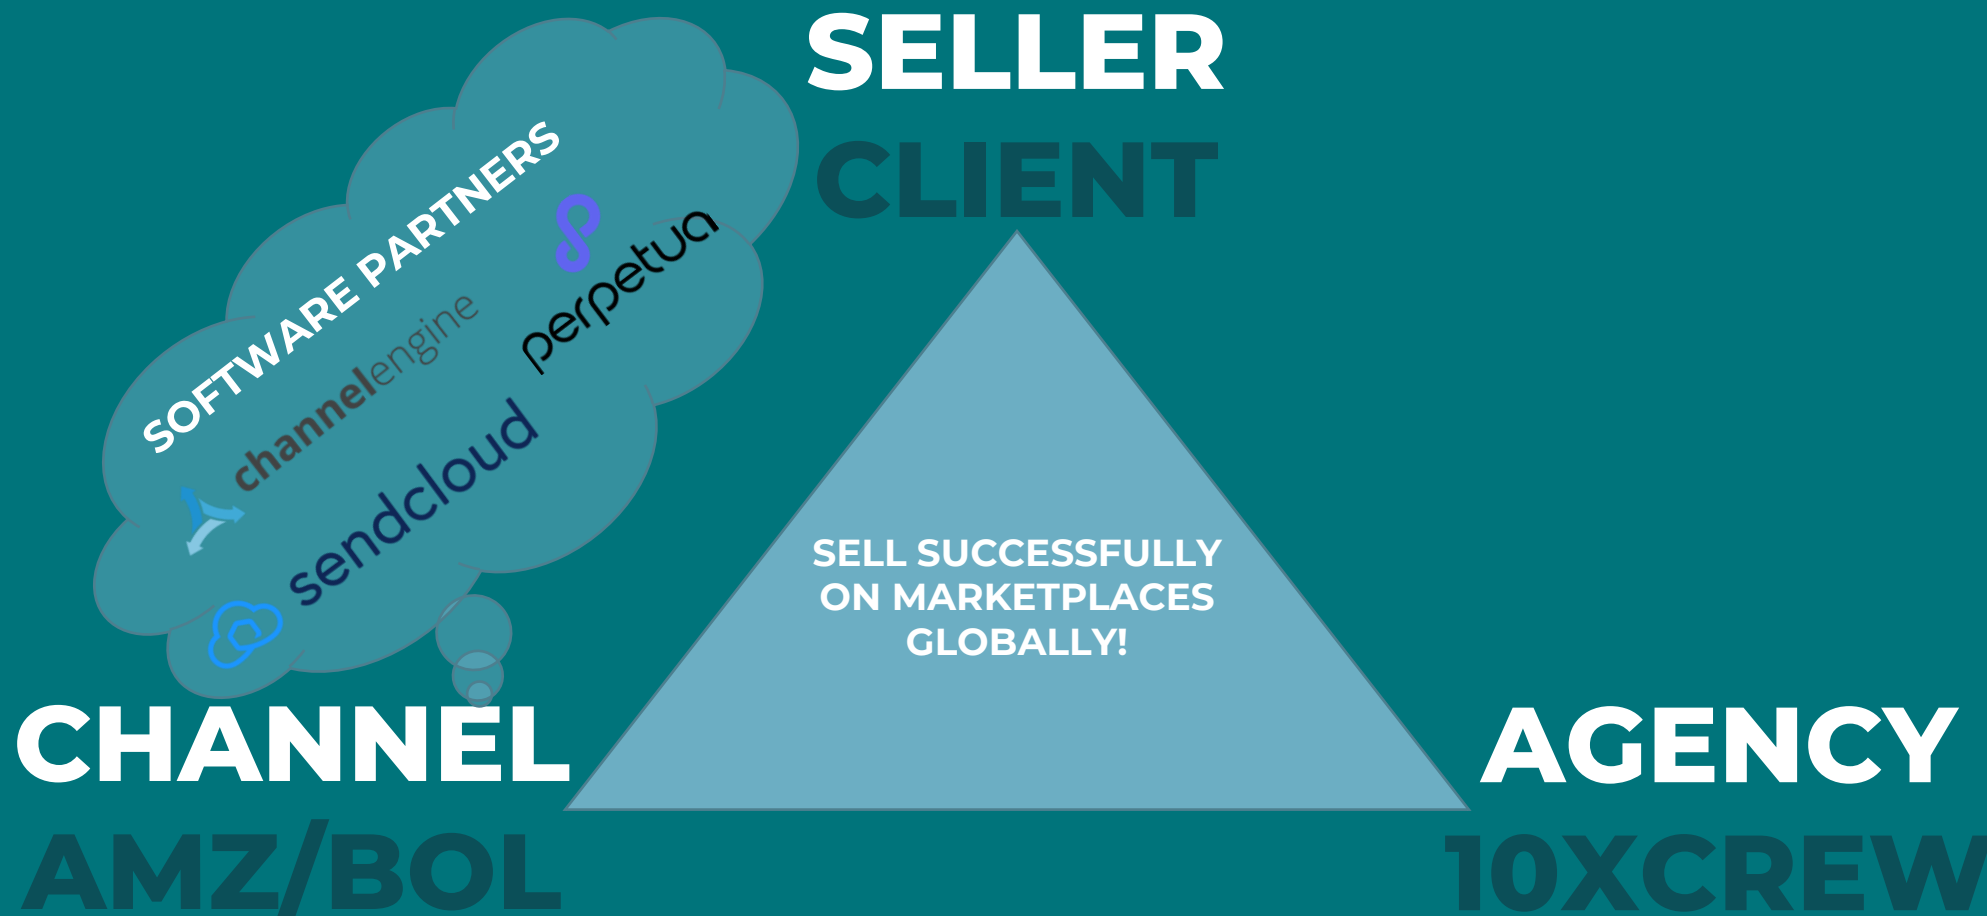 SELLER
CLIENT
SOFTWARE PARTNERS
perpetua
channelengine
sendcloud
SELL SUCCESSFULLY
ON MARKETPLACES
GLOBALLY!
CHANNEL
AMZ/BOL
AGENCY
10XCREW